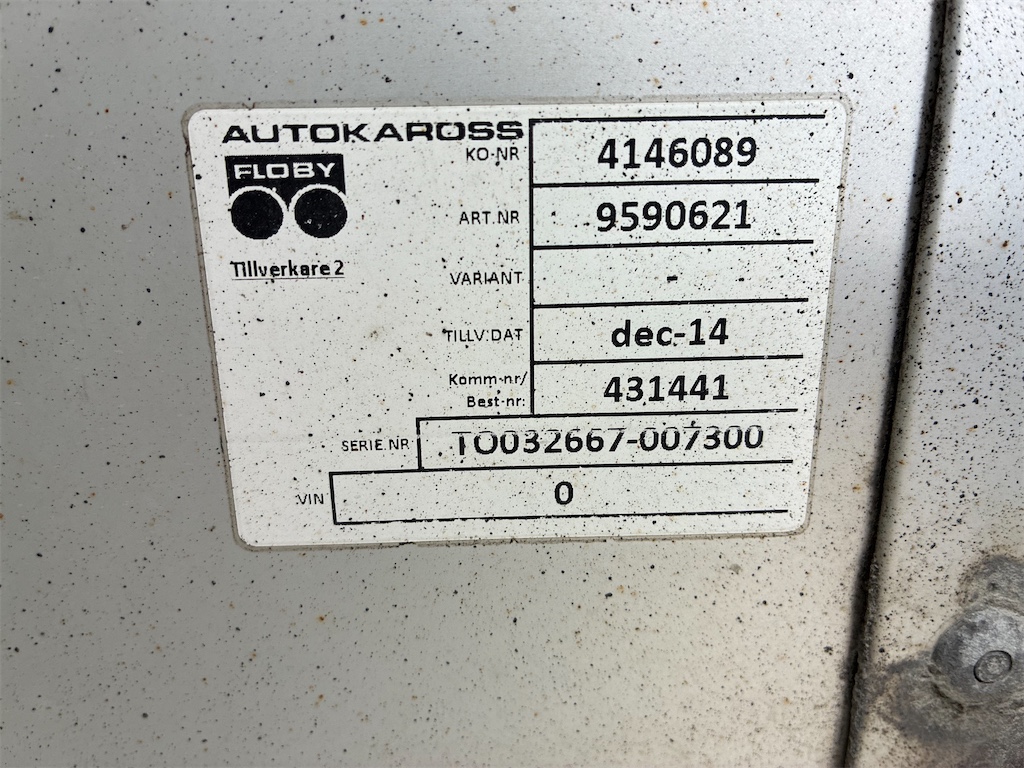 AUTOKAROSS
FLOBY
Tillverkare 2
KO-NR 4146089
ART.NR 9590621
VARIANT -
TILLV.DAT dec-14
Komm-nr/
Best-nr: 431441
SERIE.NR TO032667-007300
VIN 0